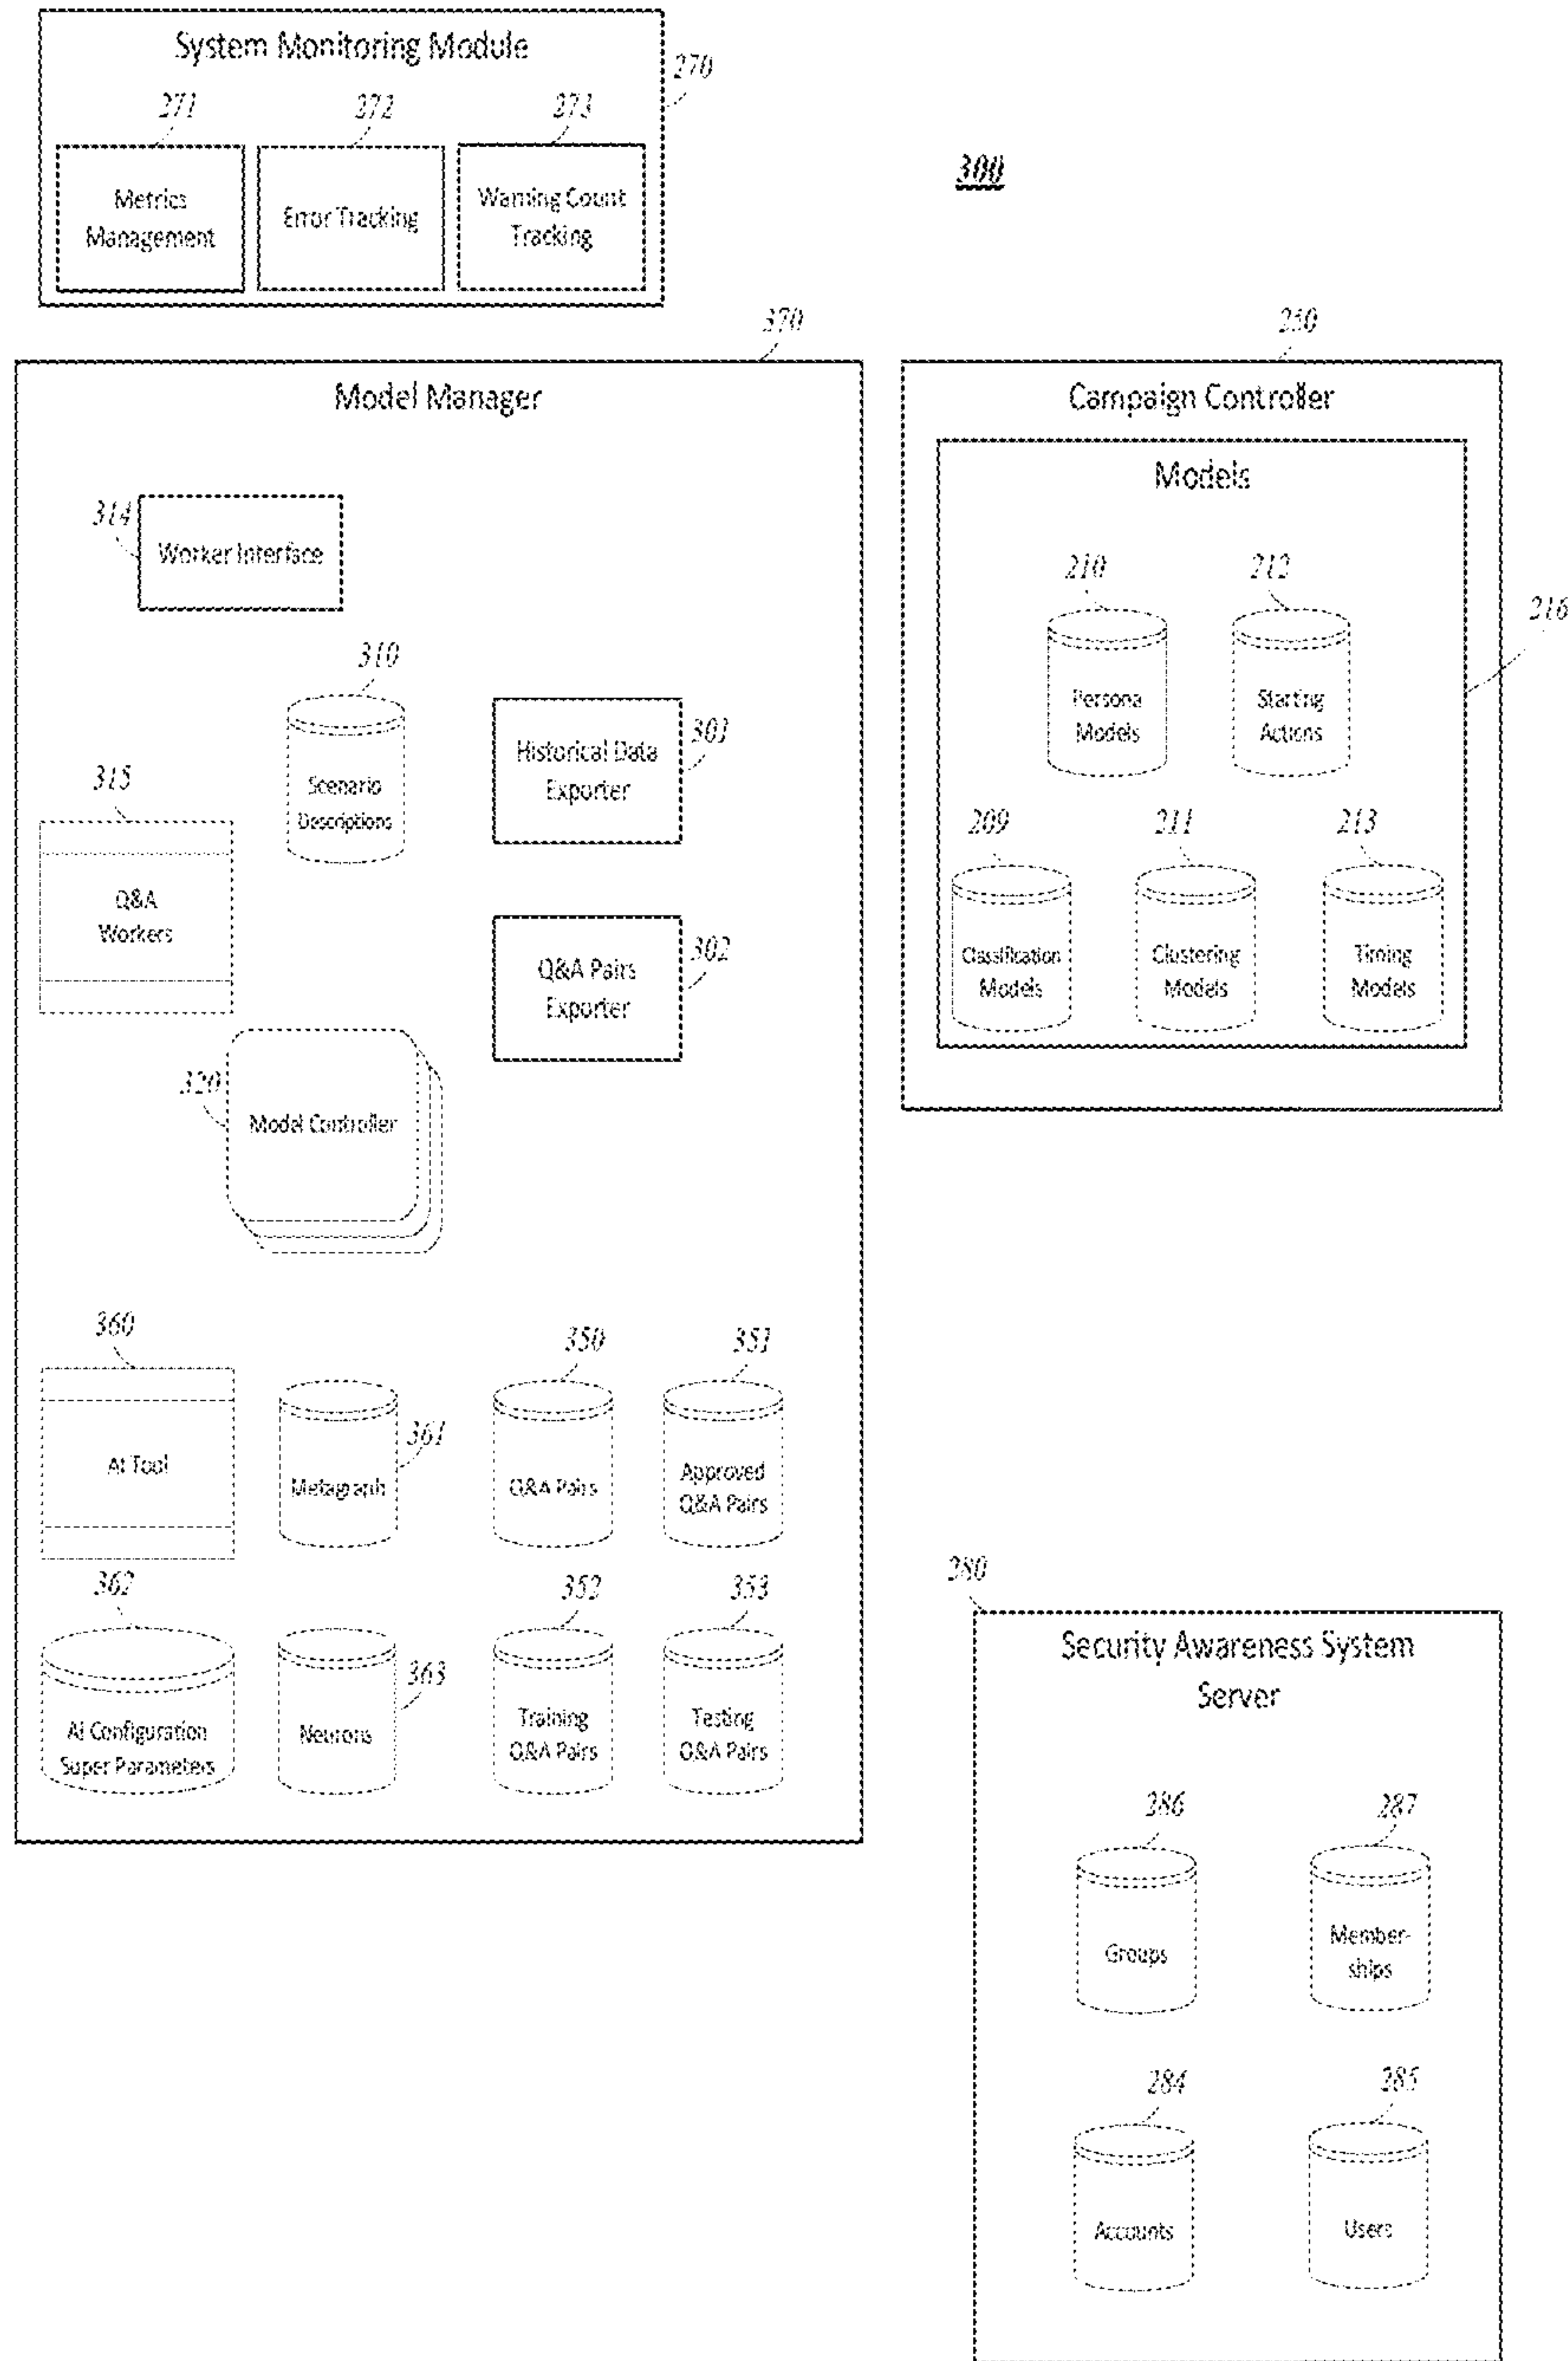 System Monitoring Module
270
271
272
273
Metrics
Management
Error Tracking
Warning Count
Tracking
300
370
Model Manager
314
Worker Interface
310
Scenario
Descriptions
301
Historical Data
Exporter
315
Q&A
Workers
302
Q&A Pairs
Exporter
320
Model Controller
360
AI Tool
361
Metagraph
350
Q&A Pairs
351
Approved
Q&A Pairs
362
AI Configuration
Super Parameters
363
Neurons
352
Training
Q&A Pairs
353
Testing
Q&A Pairs
250
Campaign Controller
Models
216
210
Persona
Models
212
Starting
Actions
209
Classification
Models
211
Clustering
Models
213
Timing
Models
280
Security Awareness System
Server
286
Groups
287
Member-
ships
284
Accounts
285
Users